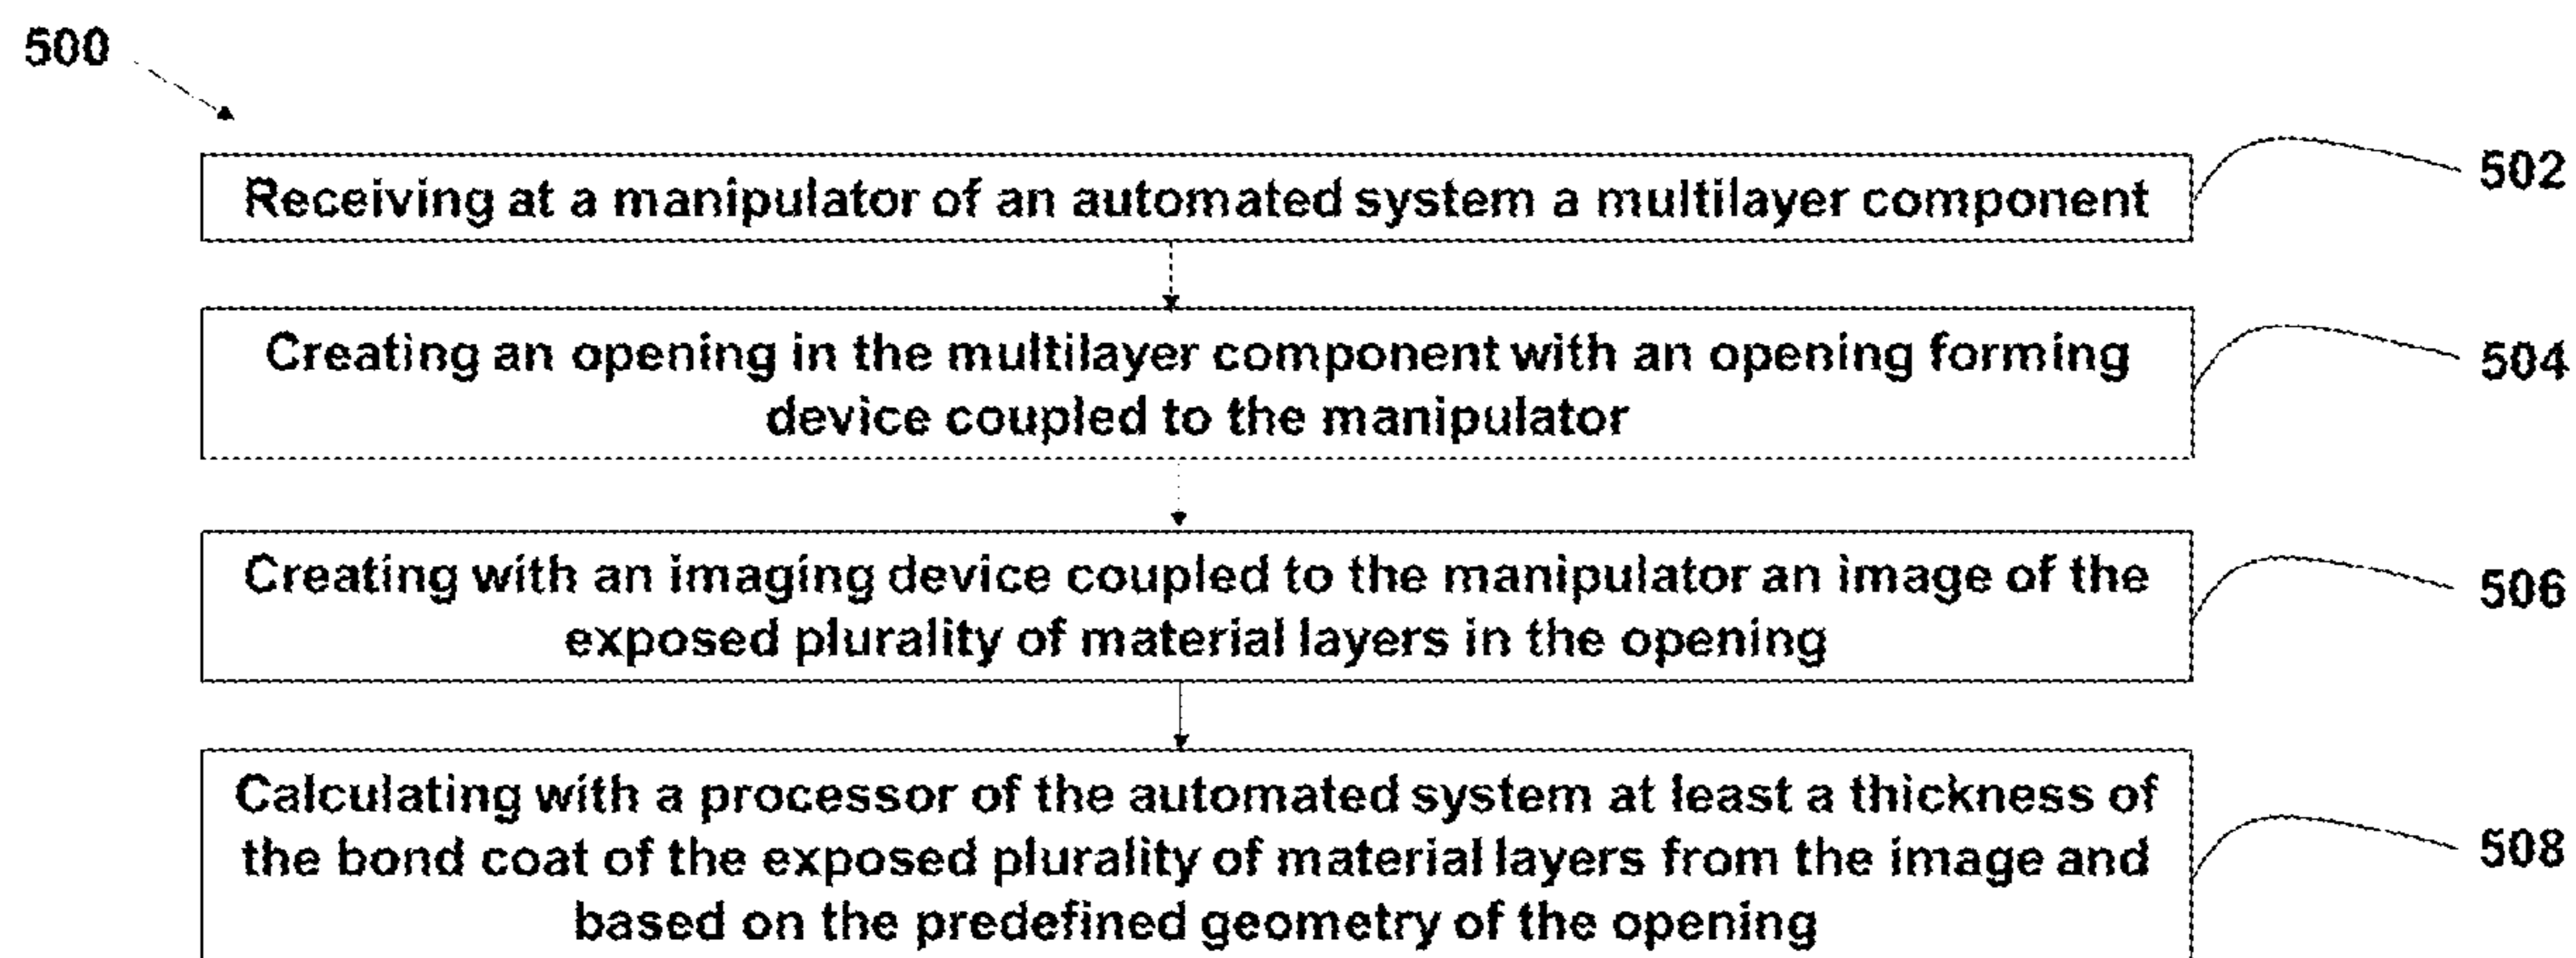 500
Receiving at a manipulator of an automated system a multilayer component
502
Creating an opening in the multilayer component with an opening forming
device coupled to the manipulator
504
Creating with an imaging device coupled to the manipulator an image of the
exposed plurality of material layers in the opening
506
Calculating with a processor of the automated system at least a thickness of
the bond coat of the exposed plurality of material layers from the image and
based on the predefined geometry of the opening
508